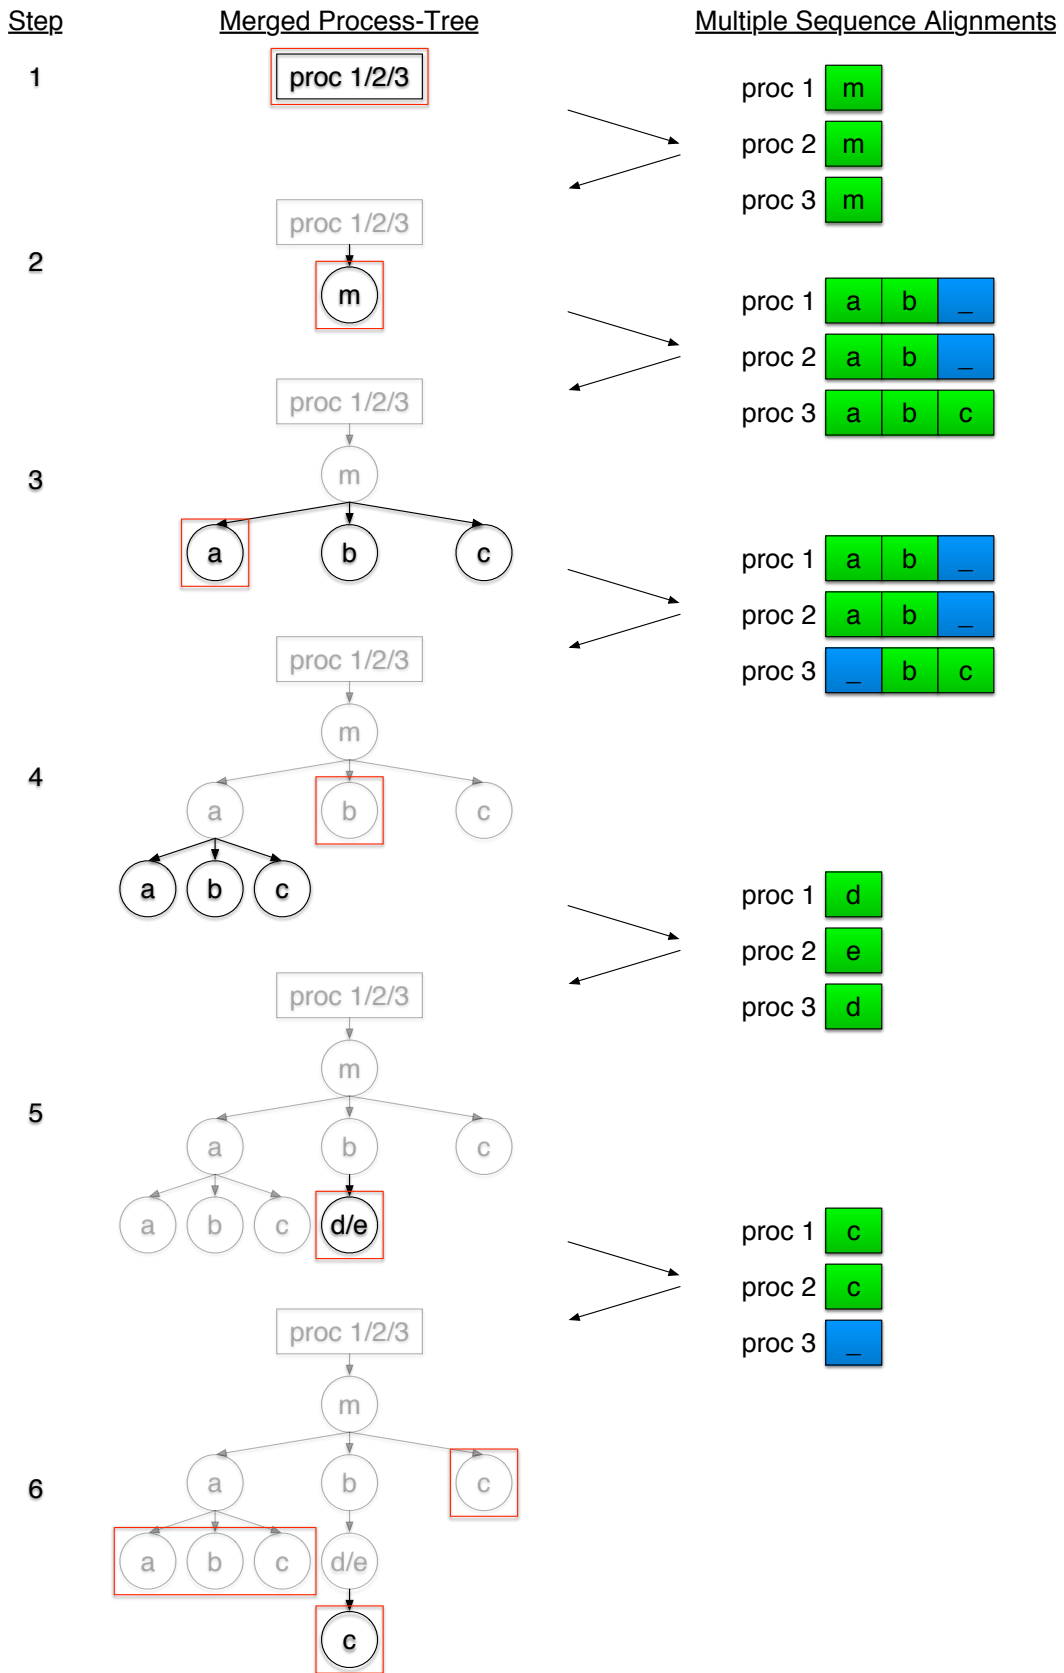 Step Merged Process-Tree Multiple Sequence Alignments
1 proc 1/2/3
proc 1 m
proc 2 m
proc 3 m
proc 1/2/3
2
m
proc 1 a b _
proc 2 a b _
proc 3 a b c
proc 1/2/3
m
3
a b c
proc 1 a b _
proc 2 a b _
proc 3 _ b c
proc 1/2/3
m
4
a b c
a b c
proc 1 d
proc 2 e
proc 3 d
proc 1/2/3
m
5
a b c
a b c d/e
proc 1 c
proc 2 c
proc 3 _
proc 1/2/3
m
6
a b c
a b c d/e
c